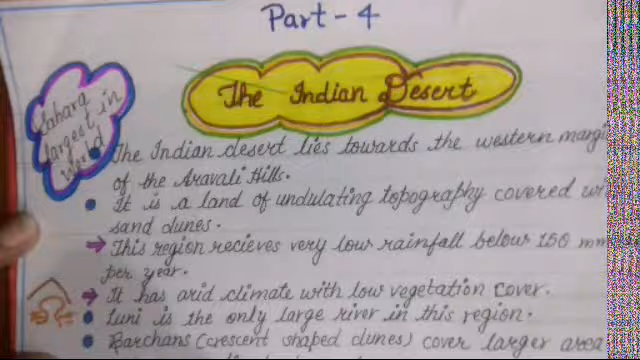 Part - 4
The Indian Desert
Sahara
largest in
world
The Indian desert lies towards the western margi
of the Aravali Hills.
It is a land of undulating topography covered wi
sand dunes.
This region recieves very low rainfall below 150 mm
per year.
It has arid climate with low vegetation cover.
Luni is the only large river in this region.
Barchans (crescent shaped dunes) cover larger area